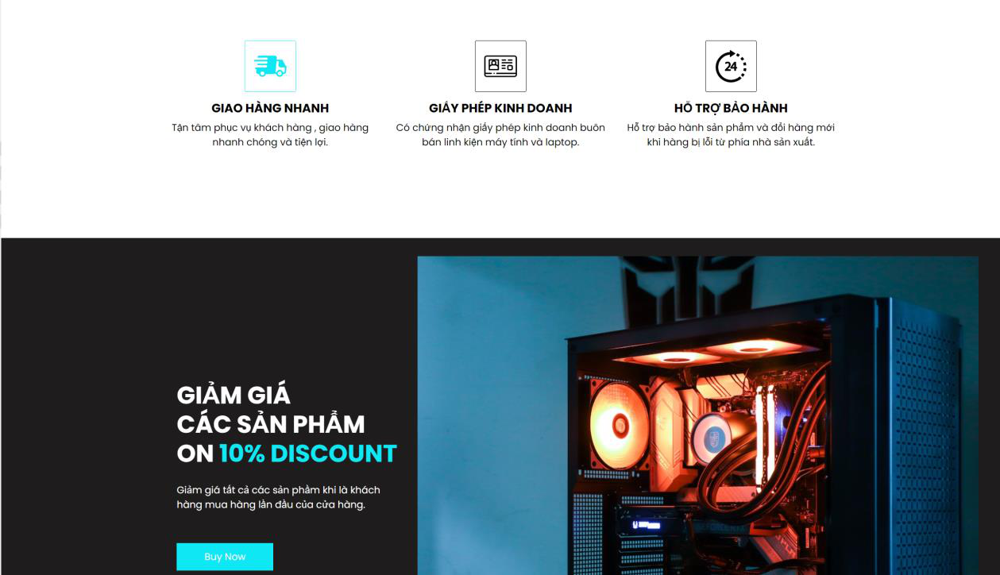 24
GIAO HÀNG NHANH
GIẤY PHÉP KINH DOANH
HỖ TRỢ BẢO HÀNH
Tận tâm phục vụ khách hàng , giao hàng
nhanh chóng và tiện lợi.
Có chứng nhận giấy phép kinh doanh buôn
bán linh kiện máy tính và laptop.
Hỗ trợ bảo hành sản phẩm và đổi hàng mới
khi hàng bị lỗi từ phía nhà sản xuất.
GIẢM GIÁ
CÁC SẢN PHẨM
ON 10% DISCOUNT
Giảm giá tất cả các sản phầm khi là khách
hàng mua hàng lần đầu của cửa hàng.
Buy Now
GEFORCE RTX